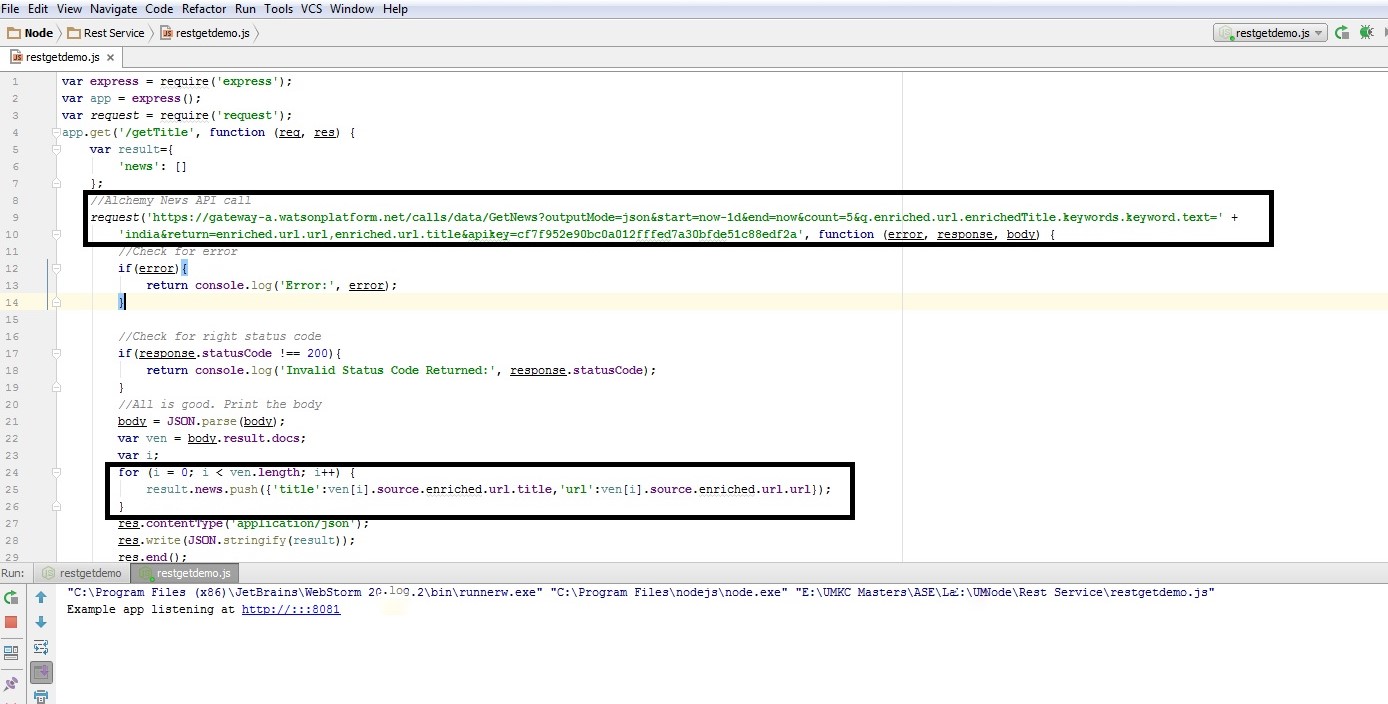 File Edit View Navigate Code Refactor Run Tools VCS Window Help
Node Rest Service restgetdemo.js restgetdemo.js
restgetdemo.js ×
1 var express = require('express');
2 var app = express();
3 var request = require('request');
4 app.get('/getTitle', function (req, res) {
5 var result={
6 'news': []
7 };
8 //Alchemy News API call
9 request('https://gateway-a.watsonplatform.net/calls/data/GetNews?outputMode=json&start=now-1d&end=now&count=5&q.enriched.url.enrichedTitle.keywords.keyword.text=' +
10 'india&return=enriched.url.url,enriched.url.title&apikey=cf7f952e90bc0a012fffed7a30bfde51c88edf2a', function (error, response, body) {
11 //Check for error
12 if(error){
13 return console.log('Error:', error);
14 }
15
16 //Check for right status code
17 if(response.statusCode !== 200){
18 return console.log('Invalid Status Code Returned:', response.statusCode);
19 }
20 //All is good. Print the body
21 body = JSON.parse(body);
22 var ven = body.result.docs;
23 var i;
24 for (i = 0; i < ven.length; i++) {
25 result.news.push({'title':ven[i].source.enriched.url.title,'url':ven[i].source.enriched.url.url});
26 }
27 res.contentType('application/json');
28 res.write(JSON.stringify(result));
29 res.end();
Run: restgetdemo restgetdemo.js
"C:\Program Files (x86)\JetBrains\WebStorm \bin\runnerw.exe" "C:\Program Files\nodejs\node.exe" "E:\UMKC Masters\ASE\ \Rest Service\restgetdemo.js"
Example app listening at http://:::8081